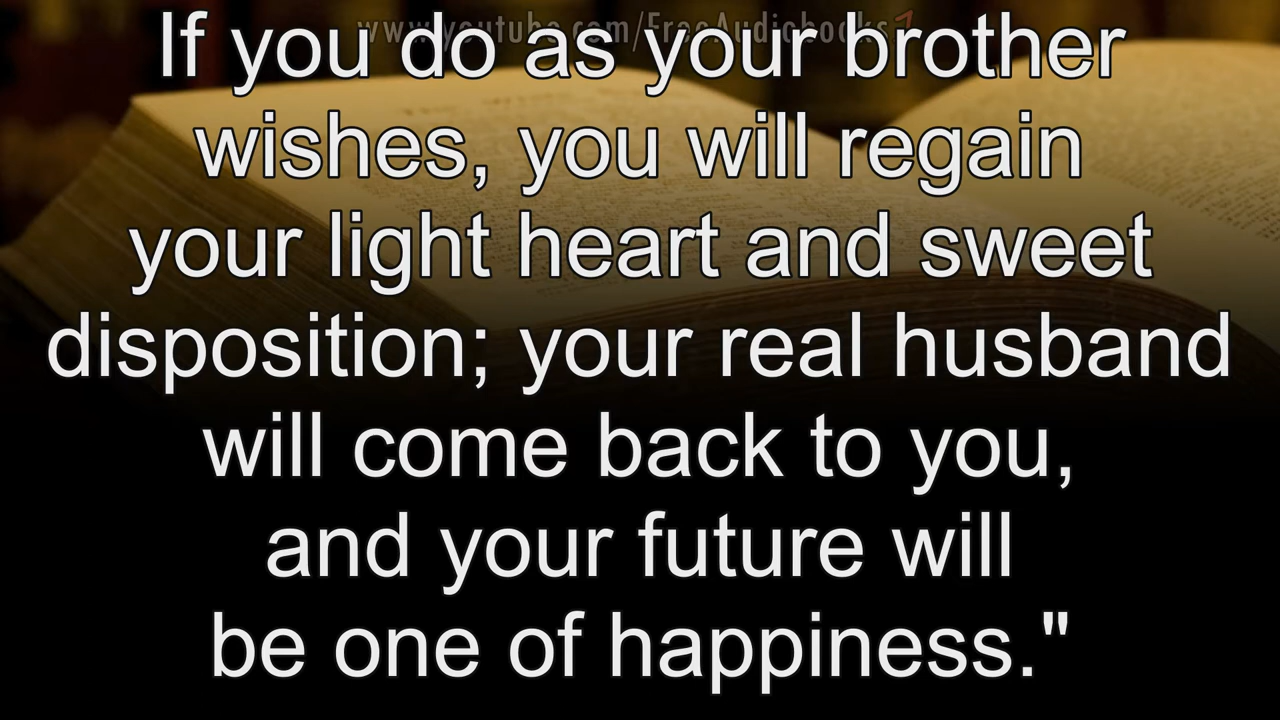 www.youtube.com/FreeAudiobooks1
If you do as your brother
wishes, you will regain
your light heart and sweet
disposition; your real husband
will come back to you,
and your future will
be one of happiness."